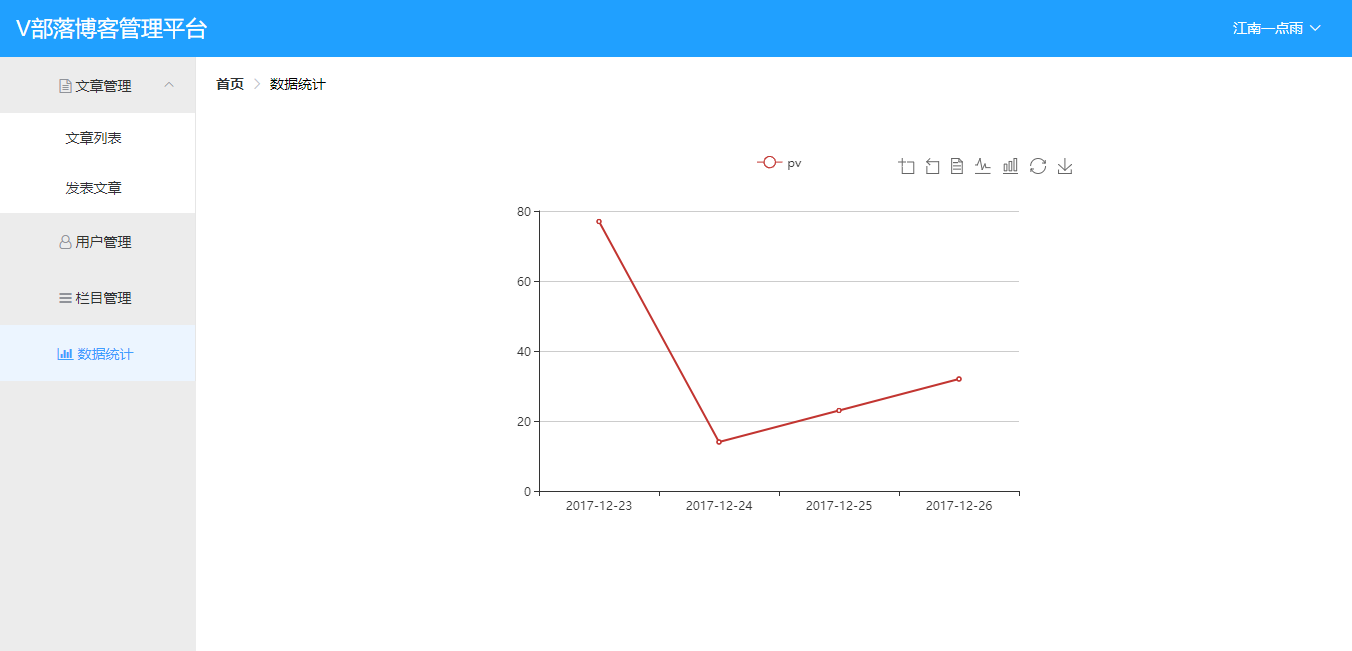 V部落博客管理平台
江南一点雨
文章管理
文章列表
发表文章
用户管理
栏目管理
数据统计
首页 数据统计
pv
80
60
40
20
0
2017-12-23 2017-12-24 2017-12-25 2017-12-26